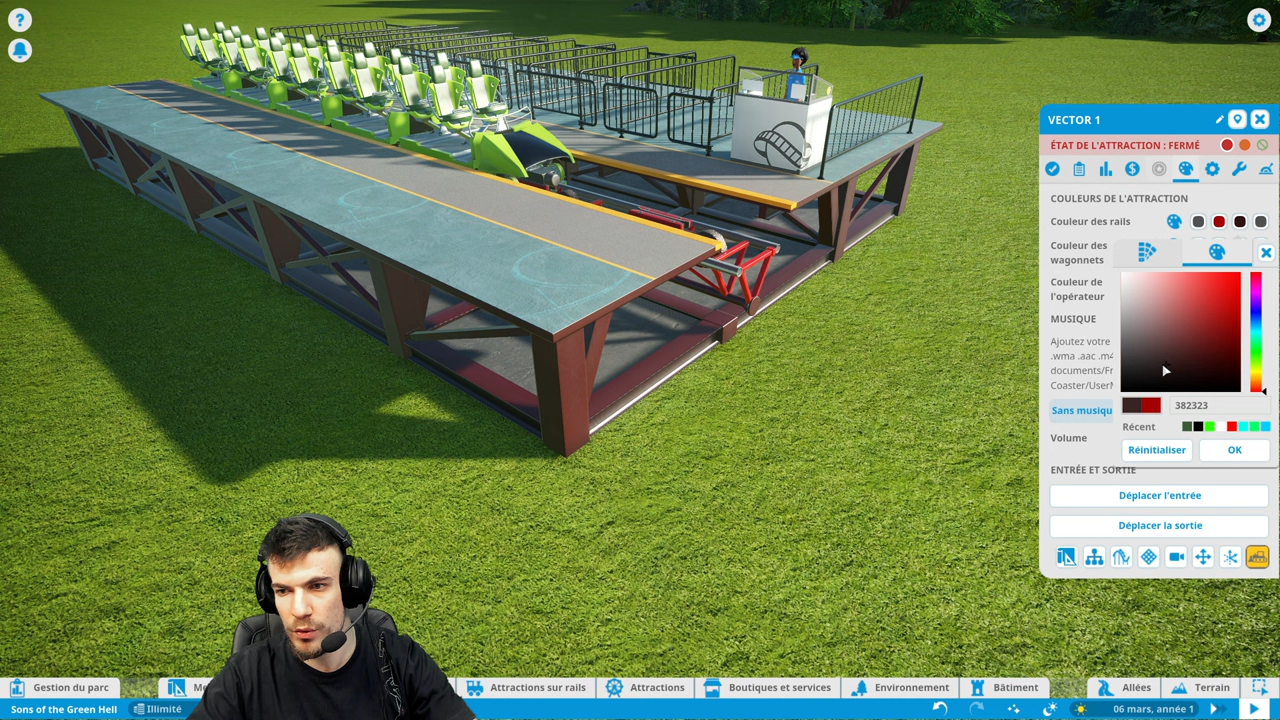 VECTOR 1
ÉTAT DE L'ATTRACTION : FERMÉ
COULEURS DE L'ATTRACTION
Couleur des rails
Couleur des
wagonnets
Couleur de
l'opérateur
MUSIQUE
Ajoutez votre
.wma .aac .m4
documents/Fr
Coaster/UserM
382323
Sans musiqu
Récent
Volume
Réinitialiser
OK
ENTRÉE ET SORTIE
Déplacer l'entrée
Déplacer la sortie
Gestion du parc
Me
Attractions sur rails
Attractions
Boutiques et services
Environnement
Bâtiment
Allées
Terrain
Sons of the Green Hell
Illimité
06 mars, année 1